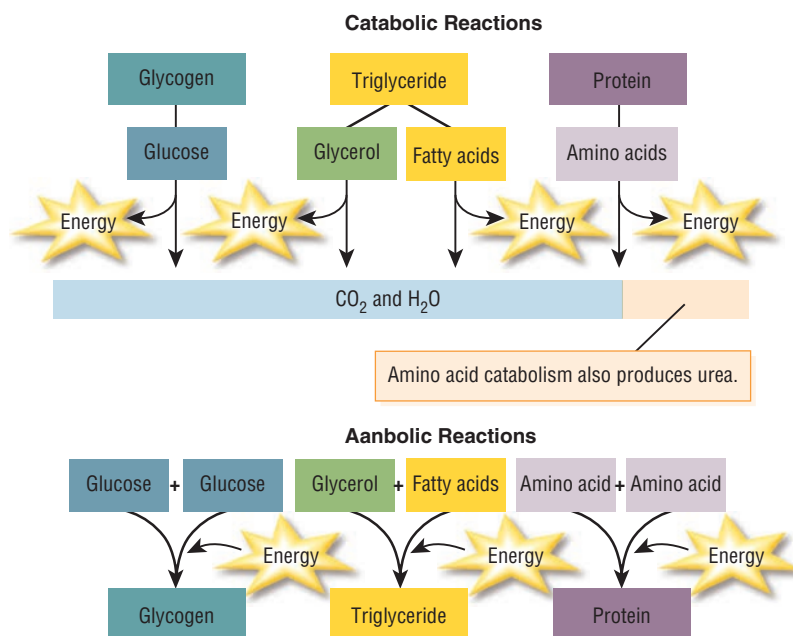 Catabolic Reactions
Glycogen
Triglyceride
Protein
Glucose
Glycerol
Fatty acids
Amino acids
Energy
Energy
Energy
Energy
CO₂ and H₂O
Amino acid catabolism also produces urea.
Aanbolic Reactions
Glucose + Glucose
Glycerol + Fatty acids
Amino acid + Amino acid
Energy
Energy
Energy
Glycogen
Triglyceride
Protein